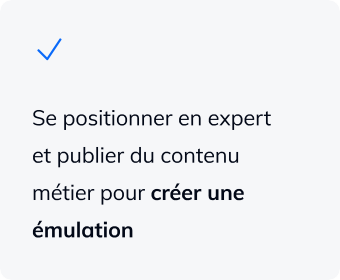 Se positionner en expert
et publier du contenu
métier pour créer une
émulation